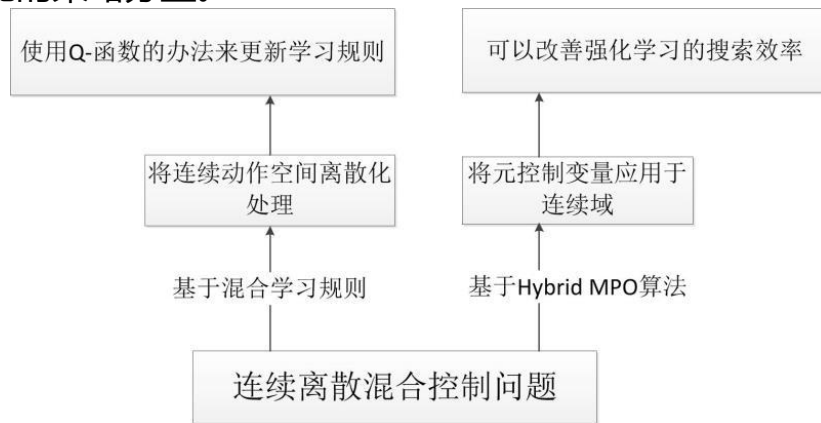 使用Q-函数的办法来更新学习规则
可以改善强化学习的搜索效率
将连续动作空间离散化
处理
将元控制变量应用于
连续域
基于混合学习规则
基于Hybrid MPO算法
连续离散混合控制问题